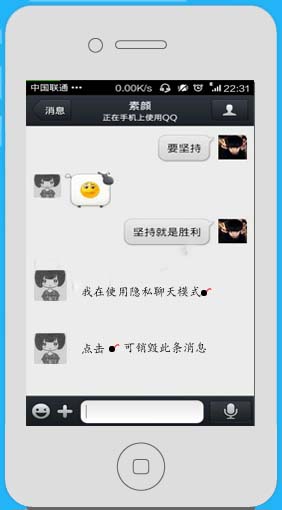 中国联通 ••• 0.00K/s 22:31
消息
素颜
正在手机上使用QQ
要坚持
坚持就是胜利
我在使用隐私聊天模式
点击 可销毁此条消息